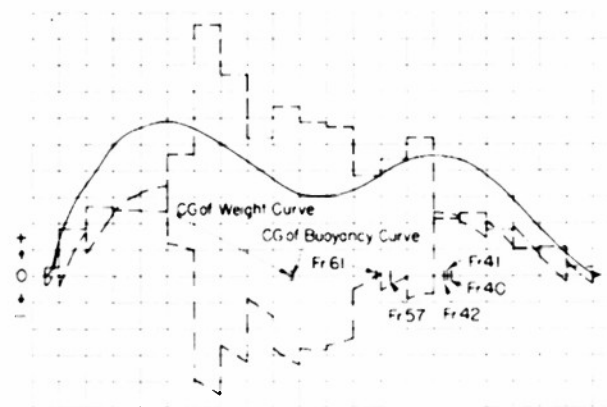 CG of Weight Curve
CG of Buoyancy Curve
+
0
-
Fr 61
Fr 41
Fr 40
Fr 57
Fr 42